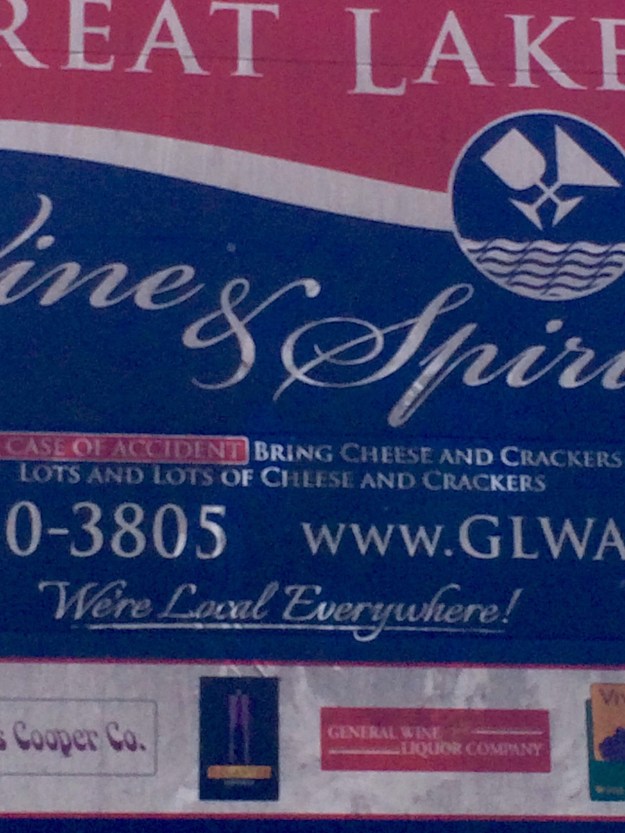 REAT LAKE
ine & Spiri
CASE OF ACCIDENT BRING CHEESE AND CRACKERS
LOTS AND LOTS OF CHEESE AND CRACKERS
0-3805 WWW.GLWA
We're Local Everywhere!
s Cooper Co.
GENERAL WINE
LIQUOR COMPANY